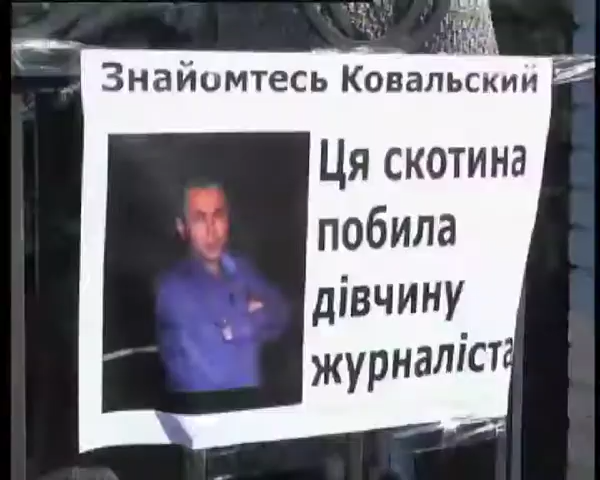 Знайомтесь Ковальский
Ця скотина
побила
дівчину
журналіста